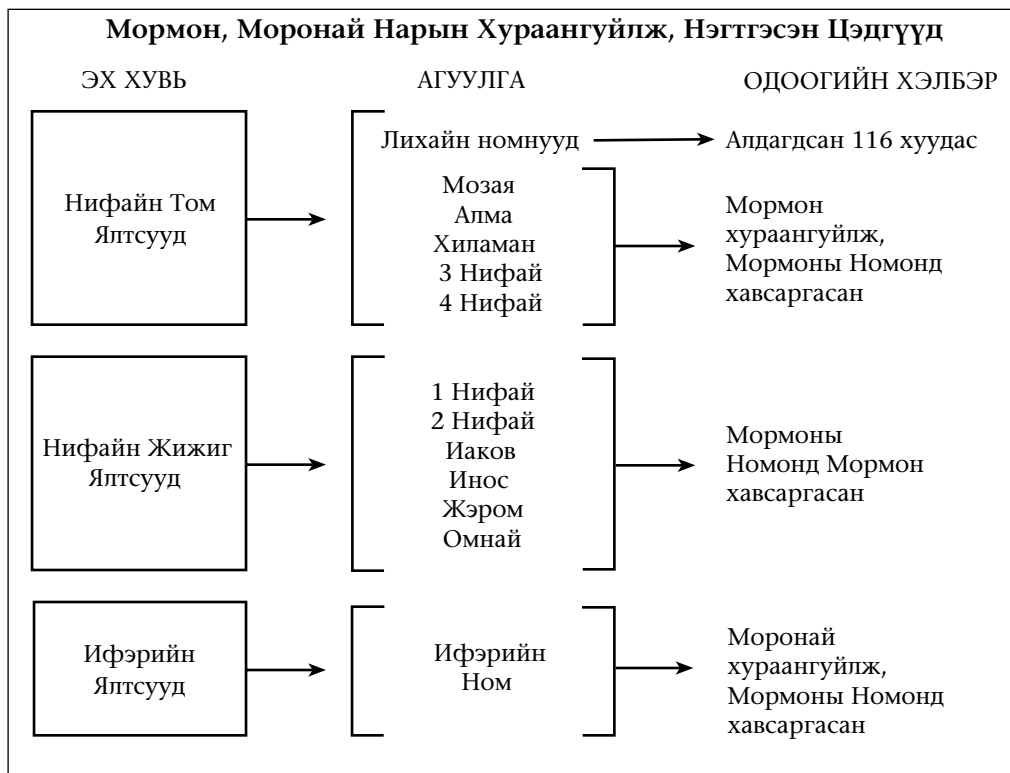 Мормон, Моронай Нарын Хураангуйлж, Нэгтгэсэн Цэдгүүд
ЭХ ХУВЬ
АГУУЛГА
ОДООГИЙН ХЭЛБЭР
Нифайн Том
Ялтсууд
Лихайн номнууд
Алдагдсан 116 хуудас
Мозая
Алма
Хиламан
3 Нифай
4 Нифай
Мормон
хураангуйлж,
Мормоны Номонд
хавсаргасан
Нифайн Жижиг
Ялтсууд
1 Нифай
2 Нифай
Иаков
Инос
Жэром
Омнай
Мормоны
Номонд Мормон
хавсаргасан
Ифэрийн
Ялтсууд
Ифэрийн
Ном
Моронай
хураангуйлж,
Мормоны Номонд
хавсаргасан